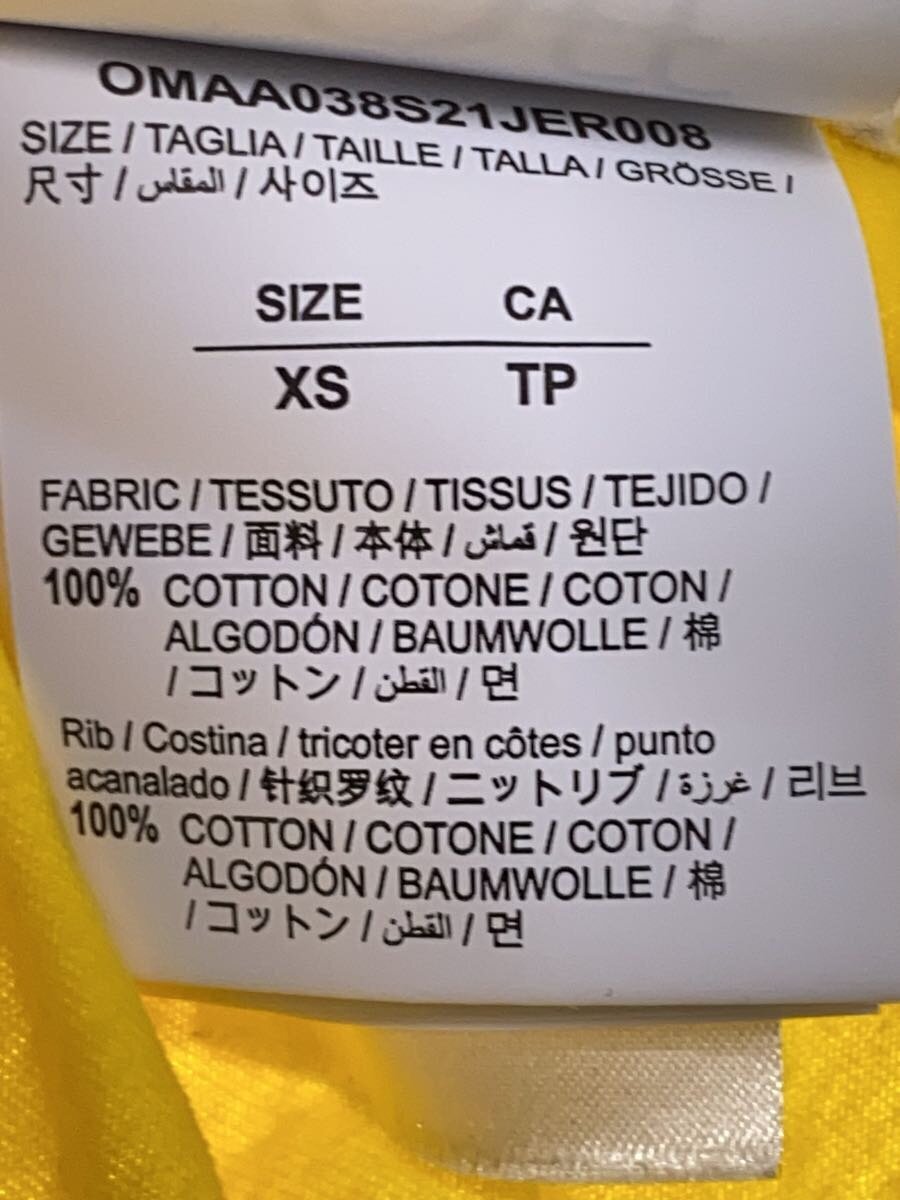 OMAA038S21JER008
SIZE / TAGLIA / TAILLE / TALLA / GRÖSSE /
尺寸 / المقاس / 사이즈
SIZE CA
XS TP
FABRIC / TESSUTO / TISSUS / TEJIDO /
GEWEBE / 面料 / 本体 / قماش / 원단
100% COTTON / COTONE / COTON /
ALGODÓN / BAUMWOLLE / 棉
/ コットン / القطن / 면
Rib / Costina / tricoter en côtes / punto
acanalado / 针织罗纹 / ニットリブ / غرزة / 리브
100% COTTON / COTONE / COTON /
ALGODÓN / BAUMWOLLE / 棉
/ コットン / القطن / 면